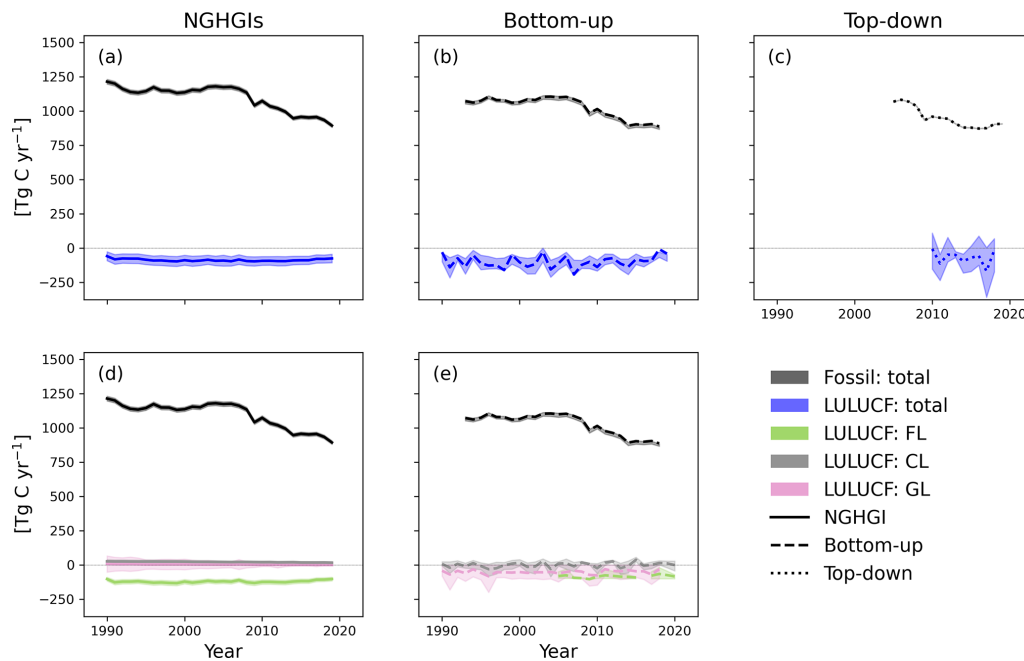 NGHGIs
Bottom-up
Top-down
(a)
(b)
(c)
[Tg C yr⁻¹]
1500
1250
1000
750
500
250
0
−250
1990
2000
2010
2020
(d)
(e)
[Tg C yr⁻¹]
1500
1250
1000
750
500
250
0
−250
1990
2000
2010
2020
Year
1990
2000
2010
2020
Year
Fossil: total
LULUCF: total
LULUCF: FL
LULUCF: CL
LULUCF: GL
NGHGI
Bottom-up
Top-down